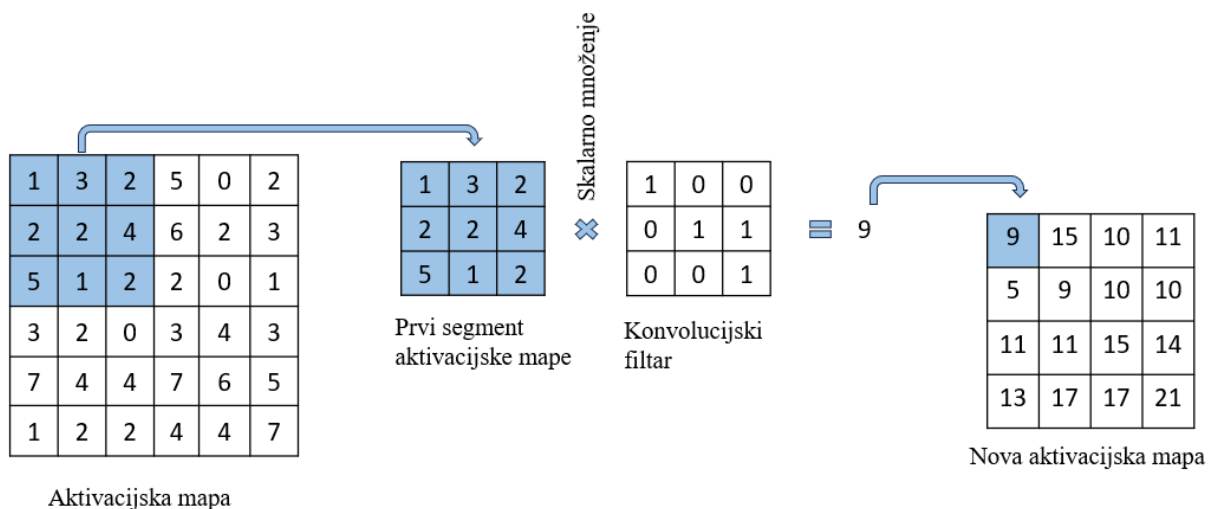 Skalarno množenje
1 3 2 5 0 2
2 2 4 6 2 3
5 1 2 2 0 1
3 2 0 3 4 3
7 4 4 7 6 5
1 2 2 4 4 7
Aktivacijska mapa
1 3 2
2 2 4
5 1 2
Prvi segment
aktivacijske mape
1 0 0
0 1 1
0 0 1
Konvolucijski
filtar
= 9
9 15 10 11
5 9 10 10
11 11 15 14
13 17 17 21
Nova aktivacijska mapa